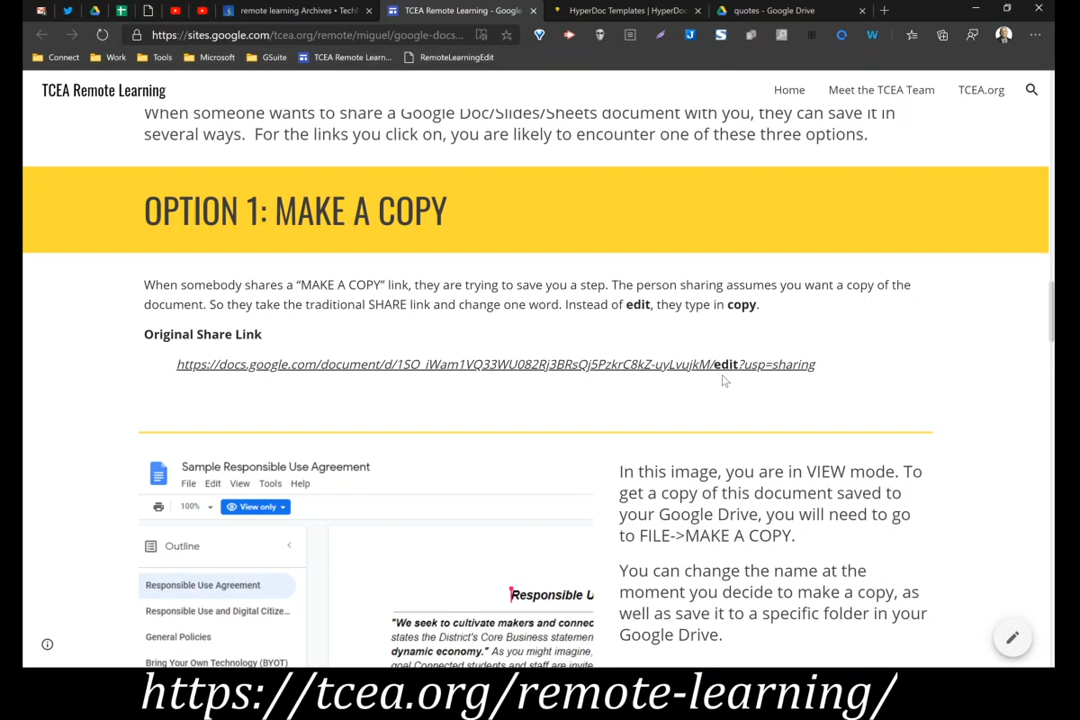 remote learning Archives • Tech
TCEA Remote Learning - Google
HyperDoc Templates | HyperDoc
quotes - Google Drive
https://sites.google.com/tcea.org/remote/miguel/google-docs...
Connect
Work
Tools
Microsoft
GSuite
TCEA Remote Learn...
RemoteLearningEdit
TCEA Remote Learning
Home
Meet the TCEA Team
TCEA.org
When someone wants to share a Google Doc/Slides/Sheets document with you, they can save it in
several ways. For the links you click on, you are likely to encounter one of these three options.
OPTION 1: MAKE A COPY
When somebody shares a “MAKE A COPY” link, they are trying to save you a step. The person sharing assumes you want a copy of the
document. So they take the traditional SHARE link and change one word. Instead of edit, they type in copy.
Original Share Link
https://docs.google.com/document/d/1SO_iWam1VQ33WU082Rj3BRsQj5PzkrC8kZ-uyLvujkM/edit?usp=sharing
Sample Responsible Use Agreement
File Edit View Tools Help
100% View only
Outline
Responsible Use Agreement
Responsible Use and Digital Citize...
General Policies
Bring Your Own Technology (BYOT)
Responsible U
"We seek to cultivate makers and connec
states the District's Core Business statemen
dynamic economy." As you might imagine,
goal Connected students and staff are invite
In this image, you are in VIEW mode. To
get a copy of this document saved to
your Google Drive, you will need to go
to FILE->MAKE A COPY.
You can change the name at the
moment you decide to make a copy, as
well as save it to a specific folder in your
Google Drive.
https://tcea.org/remote-learning/